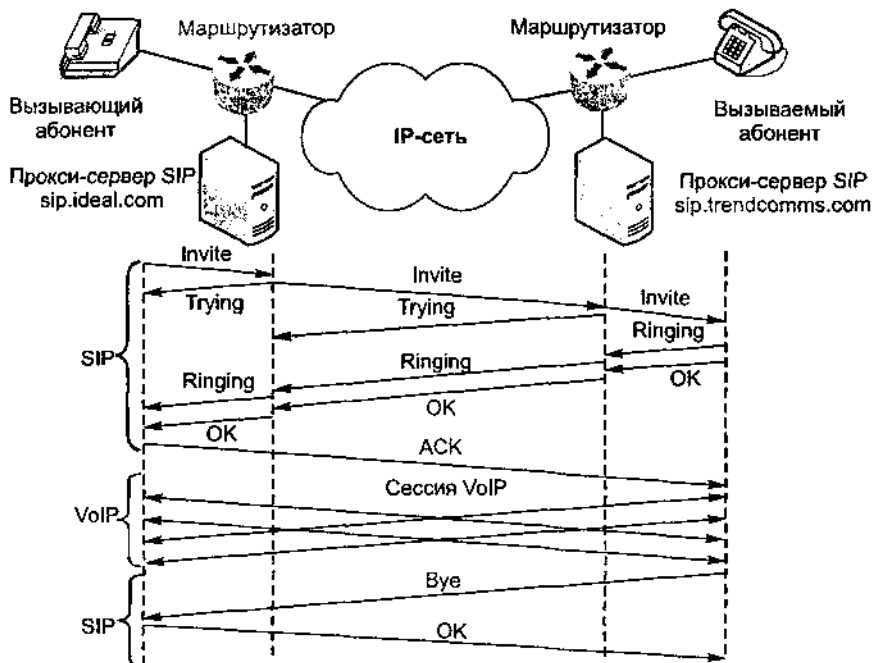 Маршрутизатор
Маршрутизатор
Вызывающий
абонент
IP-сеть
Вызываемый
абонент
Прокси-сервер SIP
sip.ideal.com
Прокси-сервер SIP
sip.trendcomms.com
Invite
Invite
Invite
Trying
Trying
Ringing
SIP
Ringing
Ringing
OK
OK
OK
ACK
Сессия VoIP
VoIP
Bye
SIP
OK